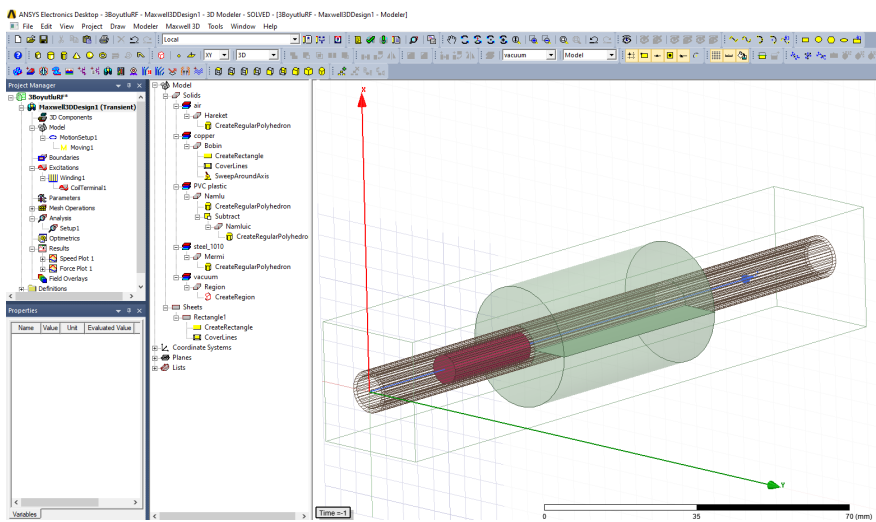 ANSYS Electronics Desktop - 3BoyutluRF - Maxwell3DDesign1 - 3D Modeler - SOLVED - [3BoyutluRF - Maxwell3DDesign1 - Modeler]
File Edit View Project Draw Modeler Maxwell 3D Tools Window Help
Local
XY 3D vacuum Model
Project Manager
3BoyutluRF*
Maxwell3DDesign1 (Transient)
3D Components
Model
MotionSetup1
Moving1
Boundaries
Excitations
Winding1
CoilTerminal1
Parameters
Mesh Operations
Analysis
Setup1
Optimetrics
Results
Speed Plot 1
Force Plot 1
Field Overlays
Definitions
Properties
Name Value Unit Evaluated Value
Variables
Model
Solids
air
Hareket
CreateRegularPolyhedron
copper
Bobin
CreateRectangle
CoverLines
SweepAroundAxis
PVC plastic
Namlu
CreateRegularPolyhedron
Subtract
Namluic
CreateRegularPolyhedro
steel_1010
Mermi
CreateRegularPolyhedron
vacuum
Region
CreateRegion
Sheets
Rectangle1
CreateRectangle
CoverLines
Coordinate Systems
Planes
Lists
X
Y
Time =-1
0 35 70 (mm)